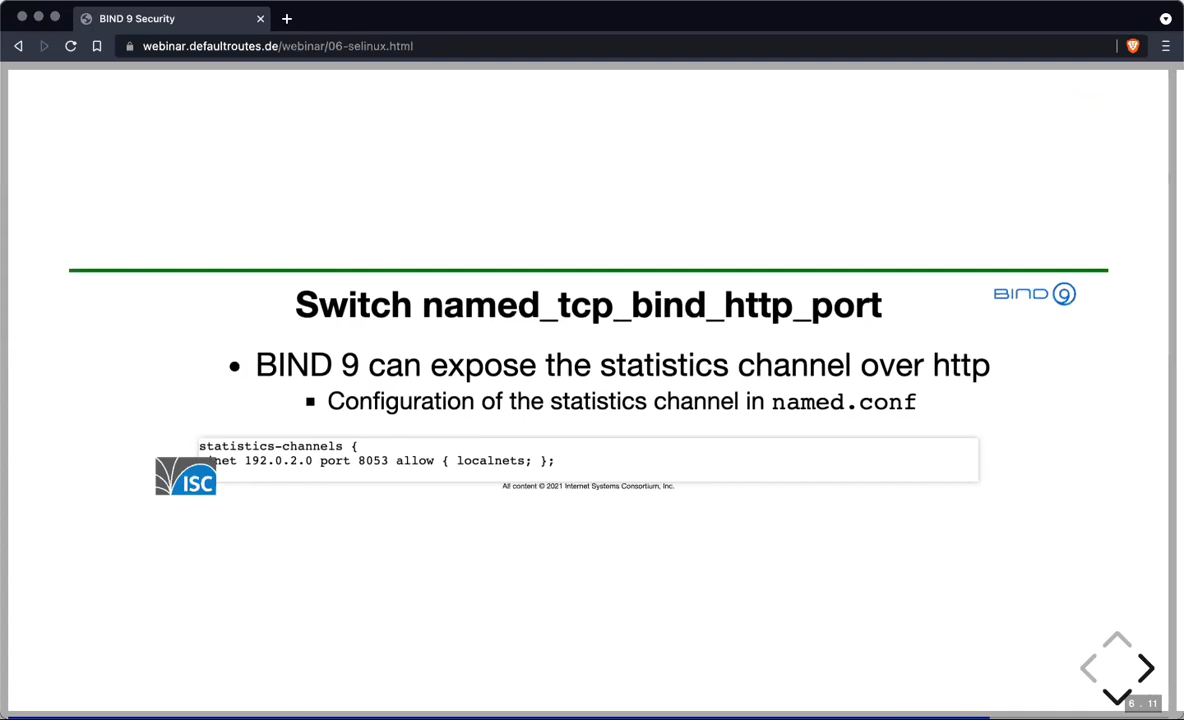 BIND 9 Security
webinar.defaultroutes.de/webinar/06-selinux.html
BIND 9
Switch named_tcp_bind_http_port
BIND 9 can expose the statistics channel over http
Configuration of the statistics channel in named.conf
statistics-channels {
192.0.2.0 port 8053 allow { localnets; };
ISC
All content © 2021 Internet Systems Consortium, Inc.
6 . 11